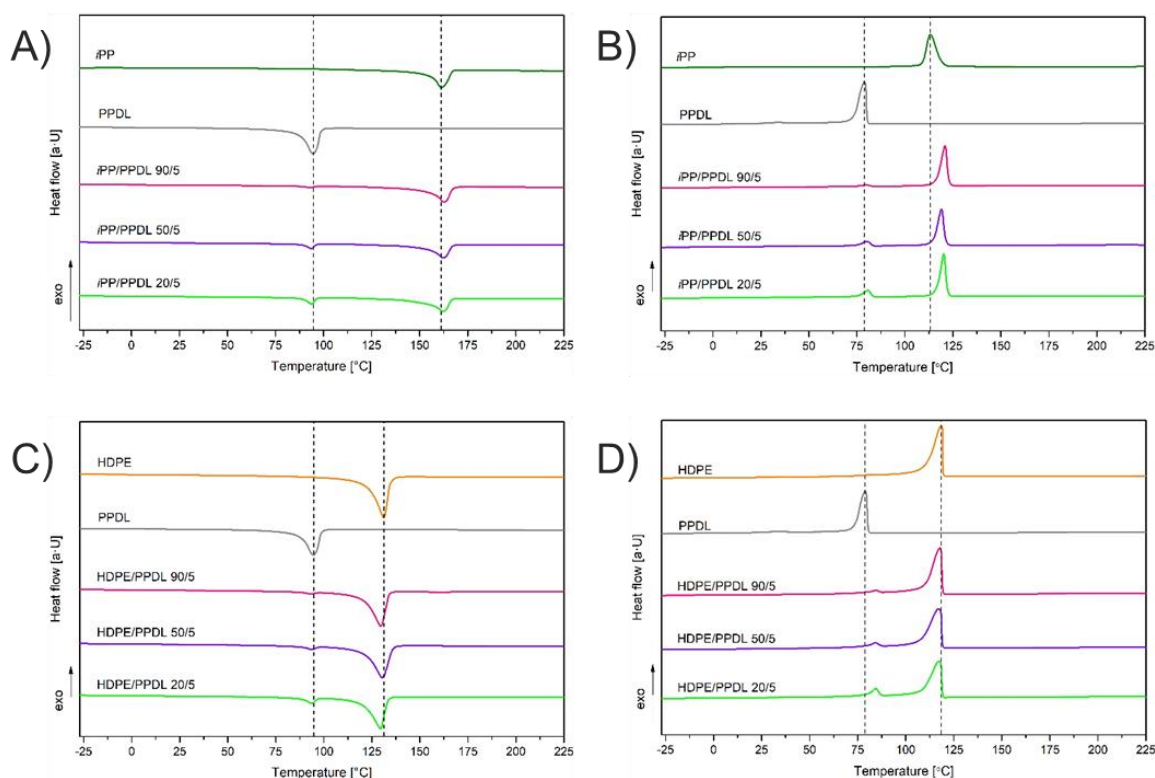 A)
iPP
PPDL
iPP/PPDL 90/5
iPP/PPDL 50/5
iPP/PPDL 20/5
Heat flow [a·U]
exo
-25 0 25 50 75 100 125 150 175 200 225
Temperature [°C]
B)
iPP
PPDL
iPP/PPDL 90/5
iPP/PPDL 50/5
iPP/PPDL 20/5
Heat flow [a·U]
exo
-25 0 25 50 75 100 125 150 175 200 225
Temperature [°C]
C)
HDPE
PPDL
HDPE/PPDL 90/5
HDPE/PPDL 50/5
HDPE/PPDL 20/5
Heat flow [a·U]
exo
-25 0 25 50 75 100 125 150 175 200 225
Temperature [°C]
D)
HDPE
PPDL
HDPE/PPDL 90/5
HDPE/PPDL 50/5
HDPE/PPDL 20/5
Heat flow [a·U]
exo
-25 0 25 50 75 100 125 150 175 200 225
Temperature [°C]